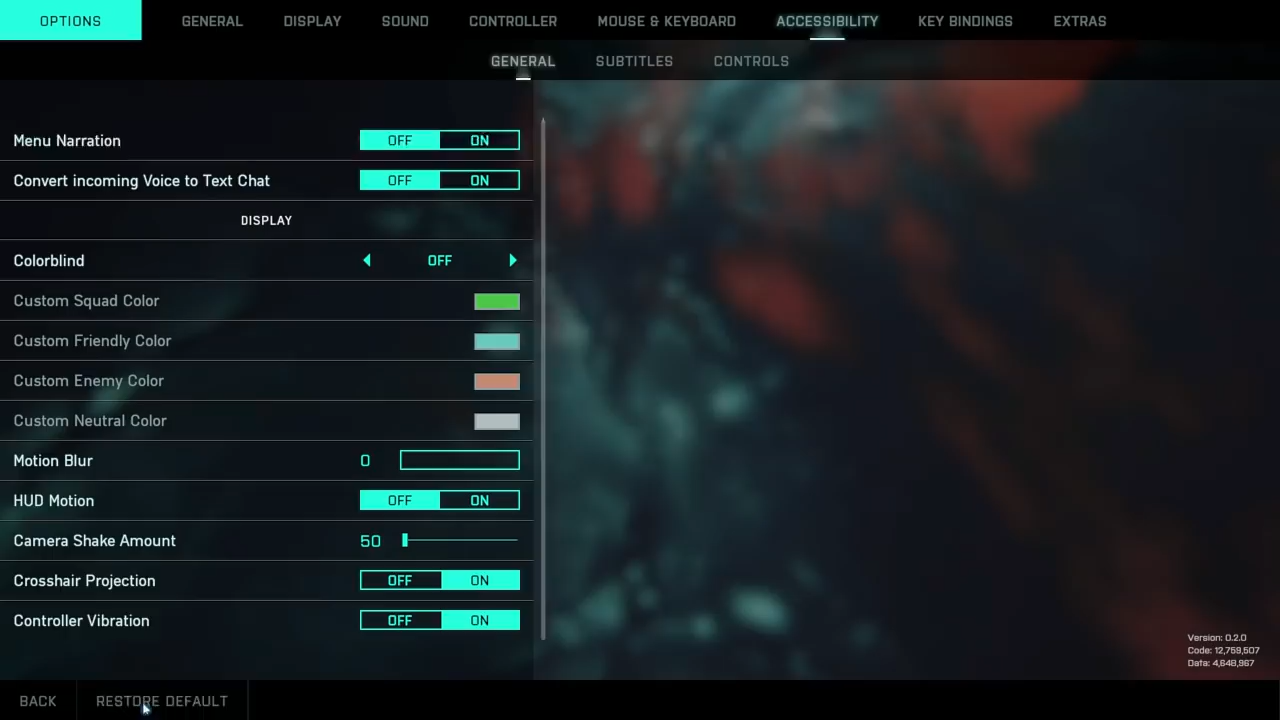 OPTIONS GENERAL DISPLAY SOUND CONTROLLER MOUSE & KEYBOARD ACCESSIBILITY KEY BINDINGS EXTRAS
GENERAL SUBTITLES CONTROLS
Menu Narration OFF ON
Convert incoming Voice to Text Chat OFF ON
DISPLAY
Colorblind OFF
Custom Squad Color
Custom Friendly Color
Custom Enemy Color
Custom Neutral Color
Motion Blur 0
HUD Motion OFF ON
Camera Shake Amount 50
Crosshair Projection OFF ON
Controller Vibration OFF ON
Version: 0.2.0
Code: 12,759,507
Data: 4,648,967
BACK RESTORE DEFAULT